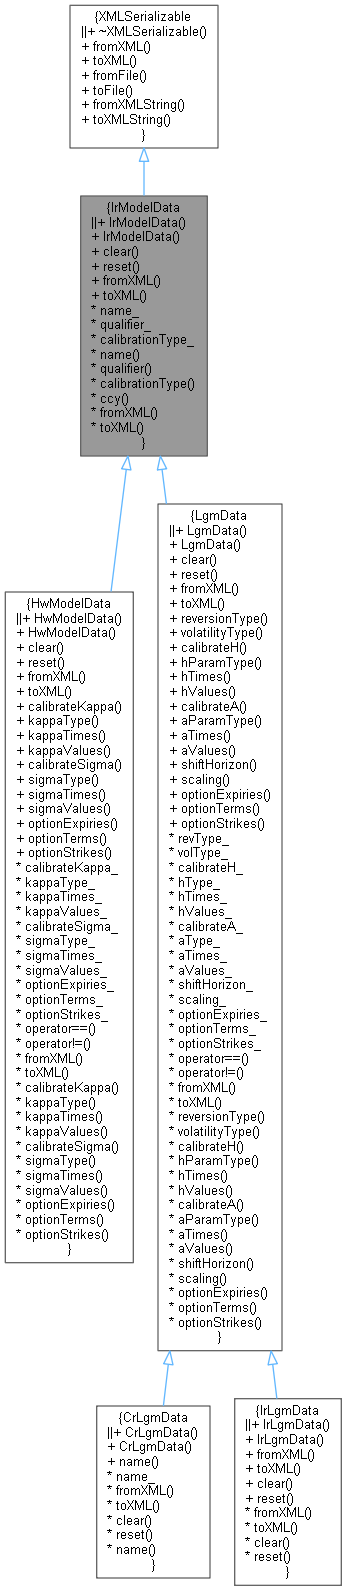 {XMLSerializable
||+ ~XMLSerializable()
+ fromXML()
+ toXML()
+ fromFile()
+ toFile()
+ fromXMLString()
+ toXMLString()
}
{IrModelData
||+ IrModelData()
+ IrModelData()
+ clear()
+ reset()
+ fromXML()
+ toXML()
* name_
* qualifier_
* calibrationType_
* name()
* qualifier()
* calibrationType()
* ccy()
* fromXML()
* toXML()
}
{HwModelData
||+ HwModelData()
+ HwModelData()
+ clear()
+ reset()
+ fromXML()
+ toXML()
+ calibrateKappa()
+ kappaType()
+ kappaTimes()
+ kappaValues()
+ calibrateSigma()
+ sigmaType()
+ sigmaTimes()
+ sigmaValues()
+ optionExpiries()
+ optionTerms()
+ optionStrikes()
* calibrateKappa_
* kappaType_
* kappaTimes_
* kappaValues_
* calibrateSigma_
* sigmaType_
* sigmaTimes_
* sigmaValues_
* optionExpiries_
* optionTerms_
* optionStrikes_
* operator==()
* operator!=()
* fromXML()
* toXML()
* calibrateKappa()
* kappaType()
* kappaTimes()
* kappaValues()
* calibrateSigma()
* sigmaType()
* sigmaTimes()
* sigmaValues()
* optionExpiries()
* optionTerms()
* optionStrikes()
}
{LgmData
||+ LgmData()
+ LgmData()
+ clear()
+ reset()
+ fromXML()
+ toXML()
+ reversionType()
+ volatilityType()
+ calibrateH()
+ hParamType()
+ hTimes()
+ hValues()
+ calibrateA()
+ aParamType()
+ aTimes()
+ aValues()
+ shiftHorizon()
+ scaling()
+ optionExpiries()
+ optionTerms()
+ optionStrikes()
* revType_
* volType_
* calibrateH_
* hType_
* hTimes_
* hValues_
* calibrateA_
* aType_
* aTimes_
* aValues_
* shiftHorizon_
* scaling_
* optionExpiries_
* optionTerms_
* optionStrikes_
* operator==()
* operator!=()
* fromXML()
* toXML()
* reversionType()
* volatilityType()
* calibrateH()
* hParamType()
* hTimes()
* hValues()
* calibrateA()
* aParamType()
* aTimes()
* aValues()
* shiftHorizon()
* scaling()
* optionExpiries()
* optionTerms()
* optionStrikes()
}
{CrLgmData
||+ CrLgmData()
+ CrLgmData()
+ name()
* name_
* fromXML()
* toXML()
* clear()
* reset()
* name()
}
{IrLgmData
||+ IrLgmData()
+ IrLgmData()
+ fromXML()
+ toXML()
+ clear()
+ reset()
* fromXML()
* toXML()
* clear()
* reset()
}